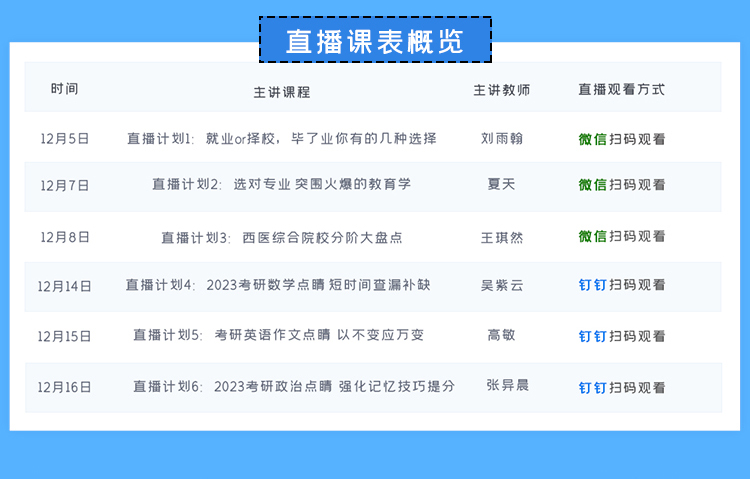 直播课表概览
时间 主讲课程 主讲教师 直播观看方式
12月5日 直播计划1: 就业or择校，毕了业你有的几种选择 刘雨翰 微信扫码观看
12月7日 直播计划2: 选对专业 突围火爆的教育学 夏天 微信扫码观看
12月8日 直播计划3: 西医综合院校分阶大盘点 王琪然 微信扫码观看
12月14日 直播计划4: 2023考研数学点睛 短时间查漏补缺 吴紫云 钉钉扫码观看
12月15日 直播计划5: 考研英语作文点睛 以不变应万变 高敏 钉钉扫码观看
12月16日 直播计划6: 2023考研政治点睛 强化记忆技巧提分 张异晨 钉钉扫码观看